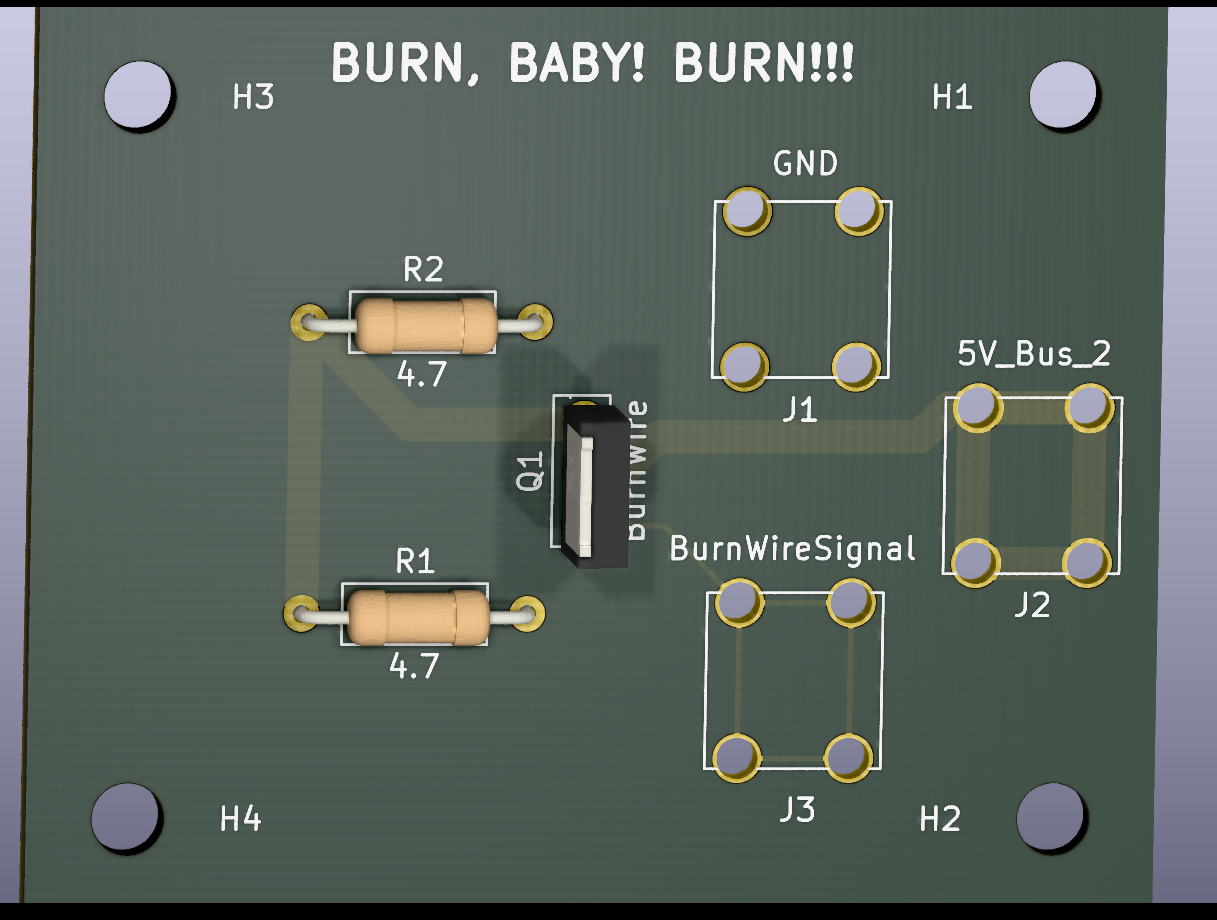 BURN, BABY! BURN!!!
H3
H1
GND
R2
4.7
J1
5V_Bus_2
Q1
BurnWire
BurnWireSignal
R1
4.7
J2
J3
H4
H2